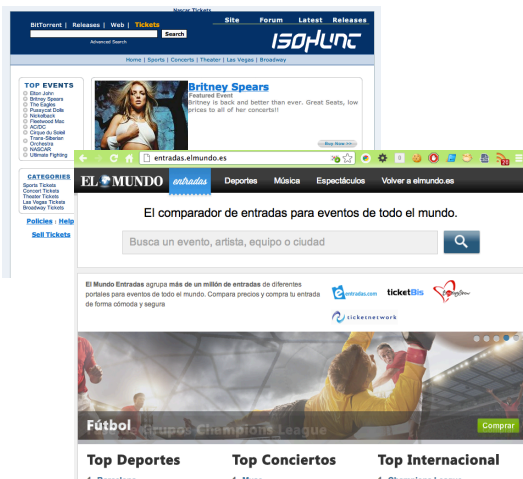 Nascar Tickets
BitTorrent | Releases | Web | Tickets
Site Forum Latest Releases
Search
Advanced Search
ISOHUNT
Home | Sports | Concerts | Theater | Las Vegas | Broadway
TOP EVENTS
Elton John
Britney Spears
The Eagles
Pussycat Dolls
Nickelback
Fleetwood Mac
AC/DC
Cirque du Soleil
Trans-Siberian
Orchestra
NASCAR
Ultimate Fighting
Britney Spears
Featured Event
Britney is back and better than ever. Great Seats, low
prices to all of her concerts!!
Buy Now >>
CATEGORIES
Sports Tickets
Concert Tickets
Theater Tickets
Las Vegas Tickets
Broadway Tickets
Policies | Help
Sell Tickets
entradas.elmundo.es
EL MUNDO entradas Deportes Música Espectáculos Volver a elmundo.es
El comparador de entradas para eventos de todo el mundo.
Busca un evento, artista, equipo o ciudad
El Mundo Entradas agrupa más de un millón de entradas de diferentes
portales para eventos de todo el mundo. Compara precios y compra tu entrada
de forma cómoda y segura
entradas.com ticketBis
ticketnetwork
Fútbol
Fase de Grupos Champions League
Comprar
Top Deportes Top Conciertos Top Internacional